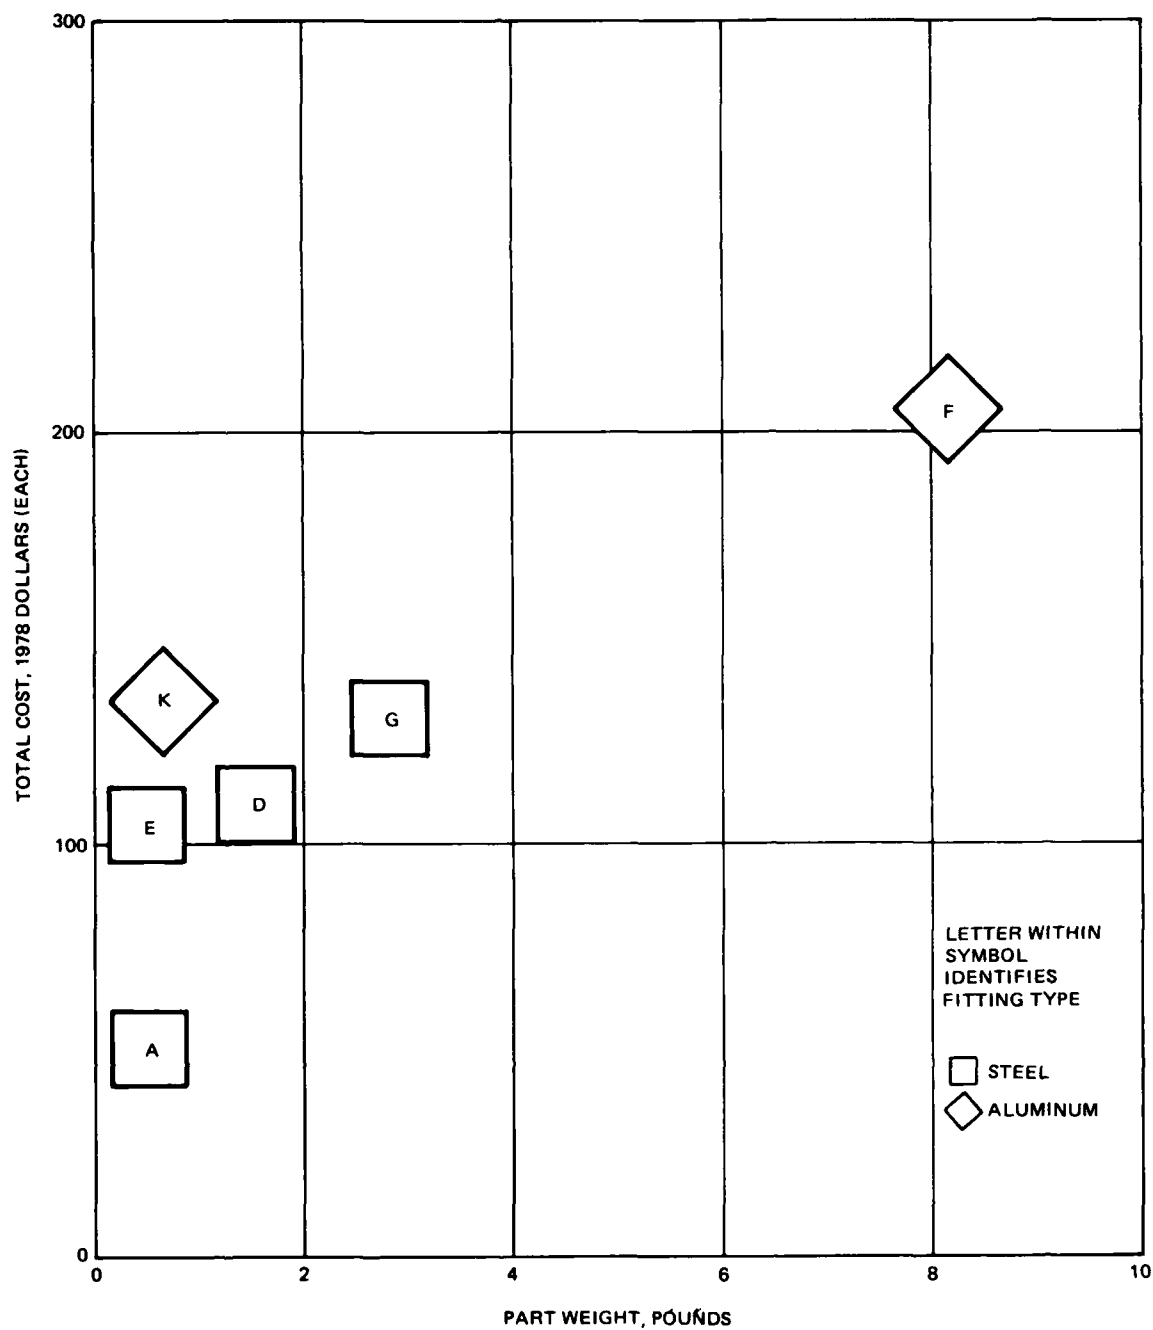 300
200
100
0
TOTAL COST, 1978 DOLLARS (EACH)
F
K
G
D
E
A
LETTER WITHIN
SYMBOL
IDENTIFIES
FITTING TYPE
STEEL
ALUMINUM
0 2 4 6 8 10
PART WEIGHT, POUNDS